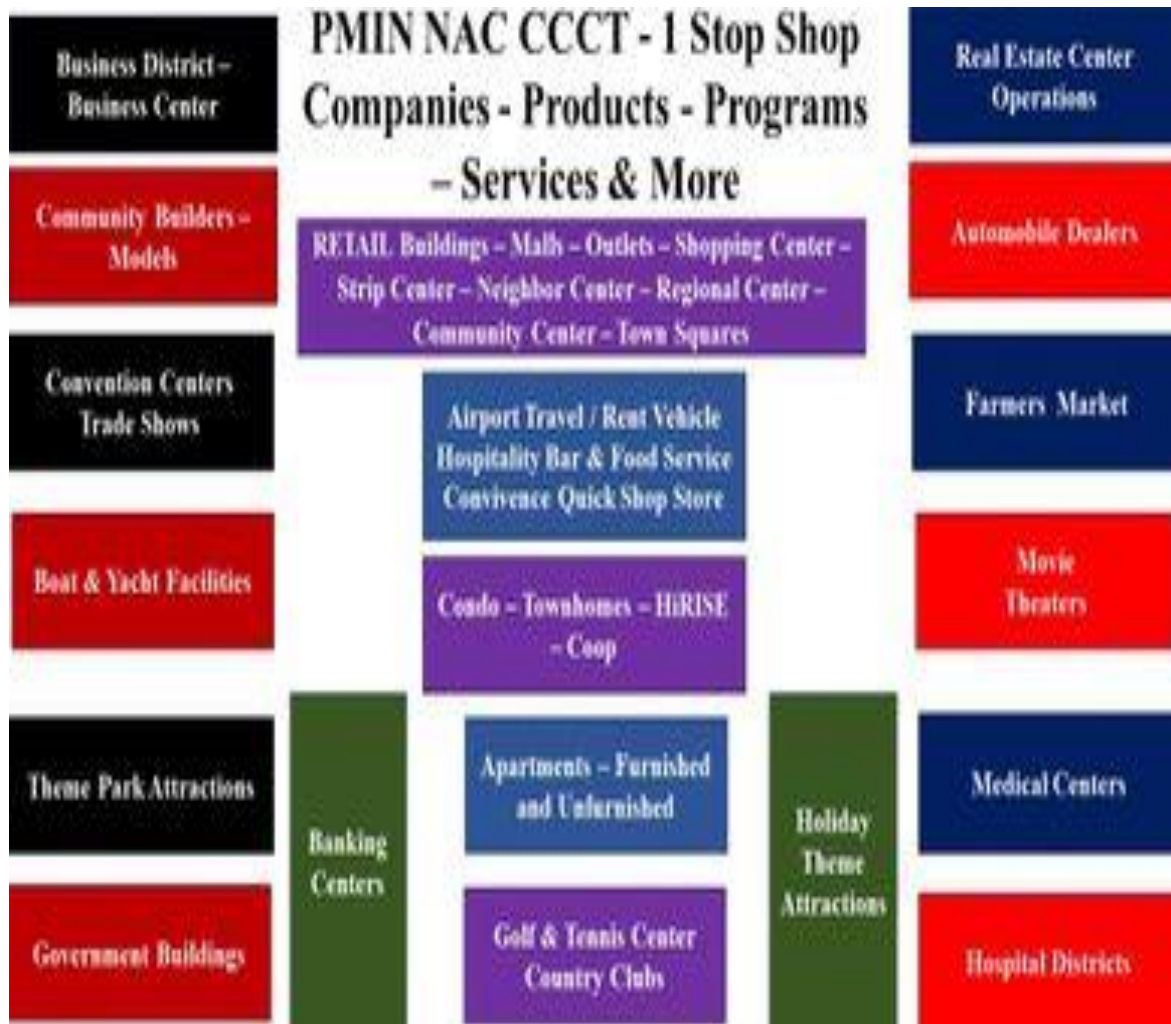 PMIN NAC CCCT - 1 Stop Shop
Companies - Products - Programs
– Services & More
Business District –
Business Center
Community Builders –
Models
Convention Centers
Trade Shows
Boat & Yacht Facilities
Theme Park Attractions
Government Buildings
RETAIL Buildings – Malls – Outlets – Shopping Center –
Strip Center – Neighbor Center – Regional Center –
Community Center – Town Squares
Airport Travel / Rent Vehicle
Hospitality Bar & Food Service
Convivence Quick Shop Store
Condo – Townhomes – HiRISE
– Coop
Banking
Centers
Apartments – Furnished
and Unfurnished
Golf & Tennis Center
Country Clubs
Holiday
Theme
Attractions
Real Estate Center
Operations
Automobile Dealers
Farmers Market
Movie
Theaters
Medical Centers
Hospital Districts